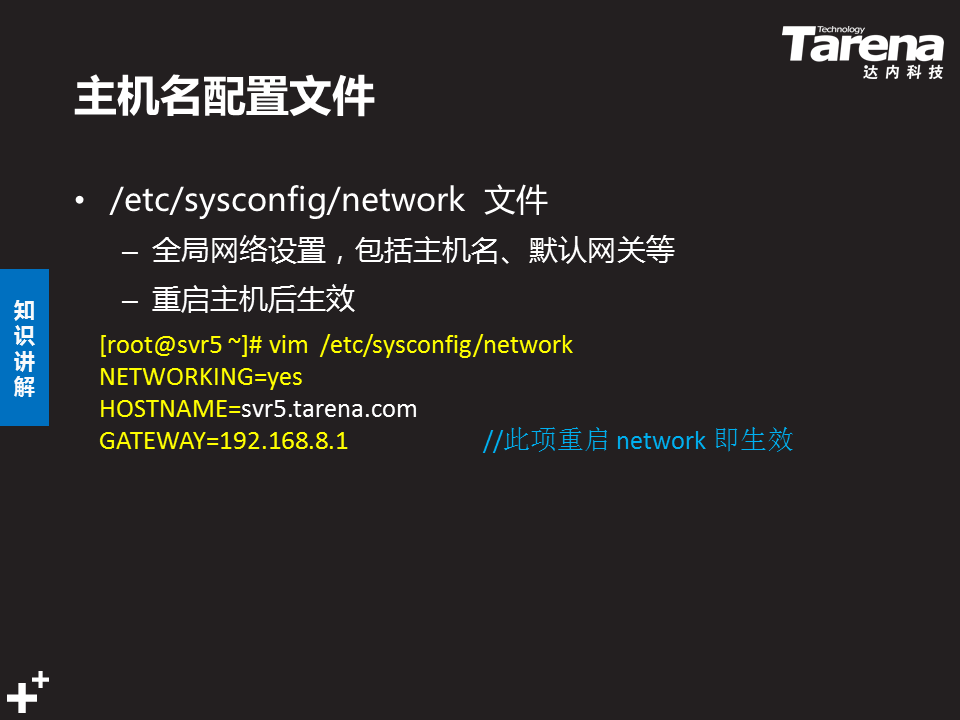 Technology
Tarena
达内科技
主机名配置文件
• /etc/sysconfig/network 文件
– 全局网络设置，包括主机名、默认网关等
– 重启主机后生效
知识讲解
[root@svr5 ~]# vim /etc/sysconfig/network
NETWORKING=yes
HOSTNAME=svr5.tarena.com
GATEWAY=192.168.8.1 //此项重启 network 即生效